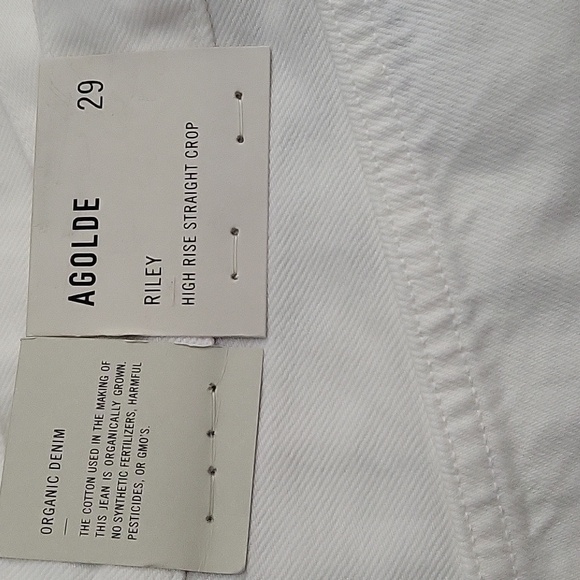 AGOLDE 29
RILEY
HIGH RISE STRAIGHT CROP
ORGANIC DENIM
THE COTTON USED IN THE MAKING OF
THIS JEAN IS ORGANICALLY GROWN.
NO SYNTHETIC FERTILIZERS, HARMFUL
PESTICIDES, OR GMO'S.